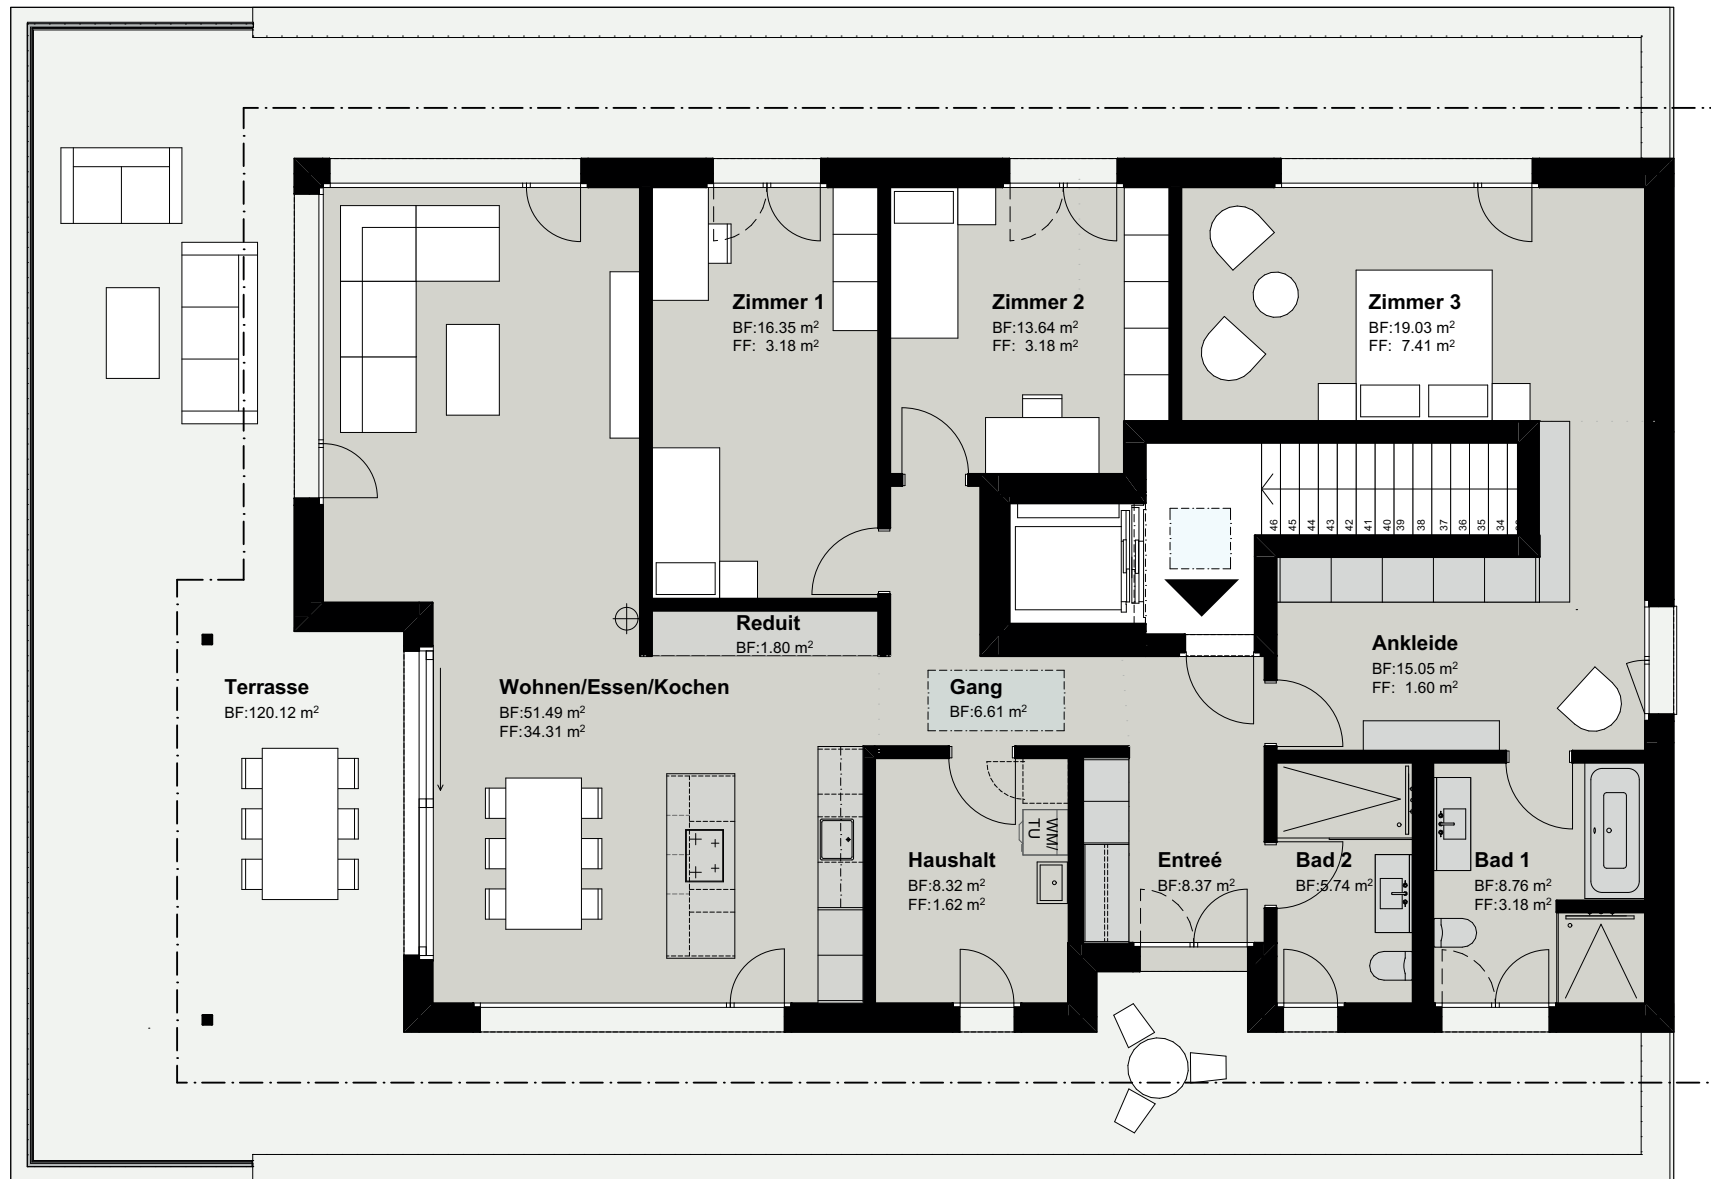 Zimmer 1
BF:16.35 m²
FF: 3.18 m²
Zimmer 2
BF:13.64 m²
FF: 3.18 m²
Zimmer 3
BF:19.03 m²
FF: 7.41 m²
46
45
44
43
42
41
40
39
38
37
36
35
34
Reduit
BF:1.80 m²
Ankleide
BF:15.05 m²
FF: 1.60 m²
Terrasse
BF:120.12 m²
Wohnen/Essen/Kochen
BF:51.49 m²
FF:34.31 m²
Gang
BF:6.61 m²
WM/
TU
Haushalt
BF:8.32 m²
FF:1.62 m²
Entreé
BF:8.37 m²
Bad 2
BF:5.74 m²
Bad 1
BF:8.76 m²
FF:3.18 m²